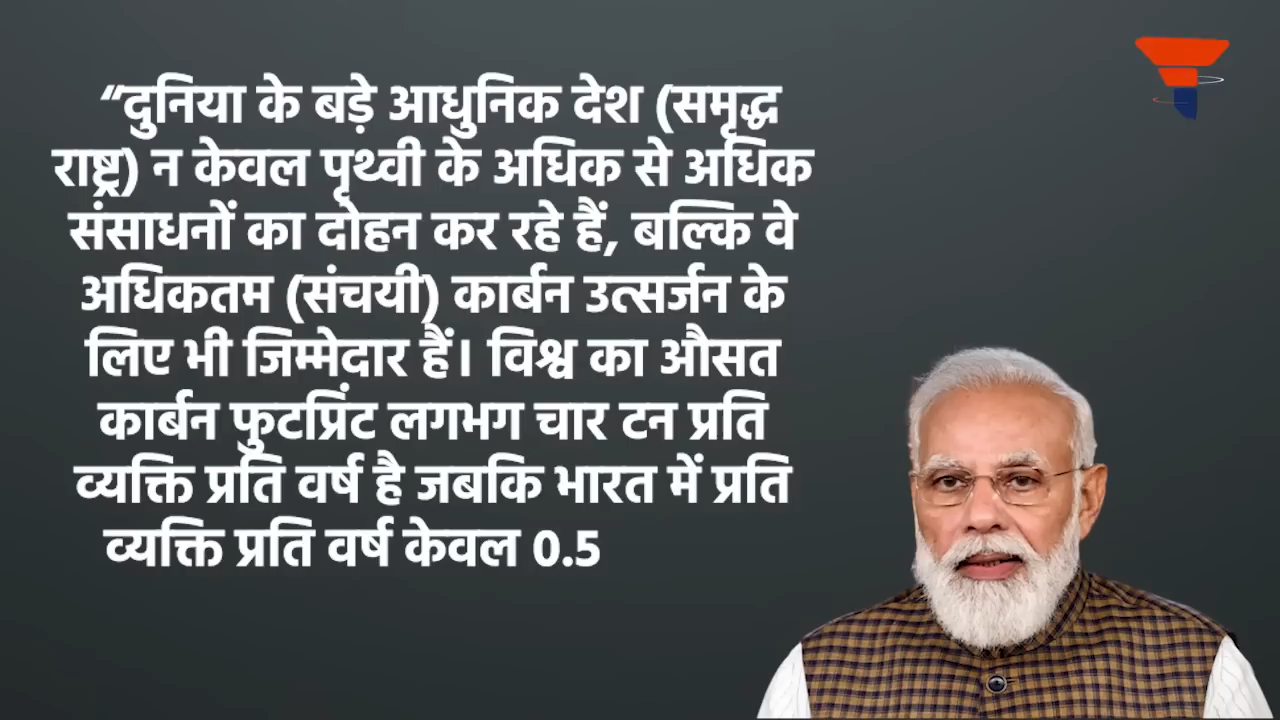 “दुनिया के बड़े आधुनिक देश (समृद्ध
राष्ट्र) न केवल पृथ्वी के अधिक से अधिक
संसाधनों का दोहन कर रहे हैं, बल्कि वे
अधिकतम (संचयी) कार्बन उत्सर्जन के
लिए भी जिम्मेदार हैं। विश्व का औसत
कार्बन फुटप्रिंट लगभग चार टन प्रति
व्यक्ति प्रति वर्ष है जबकि भारत में प्रति
व्यक्ति प्रति वर्ष केवल 0.5